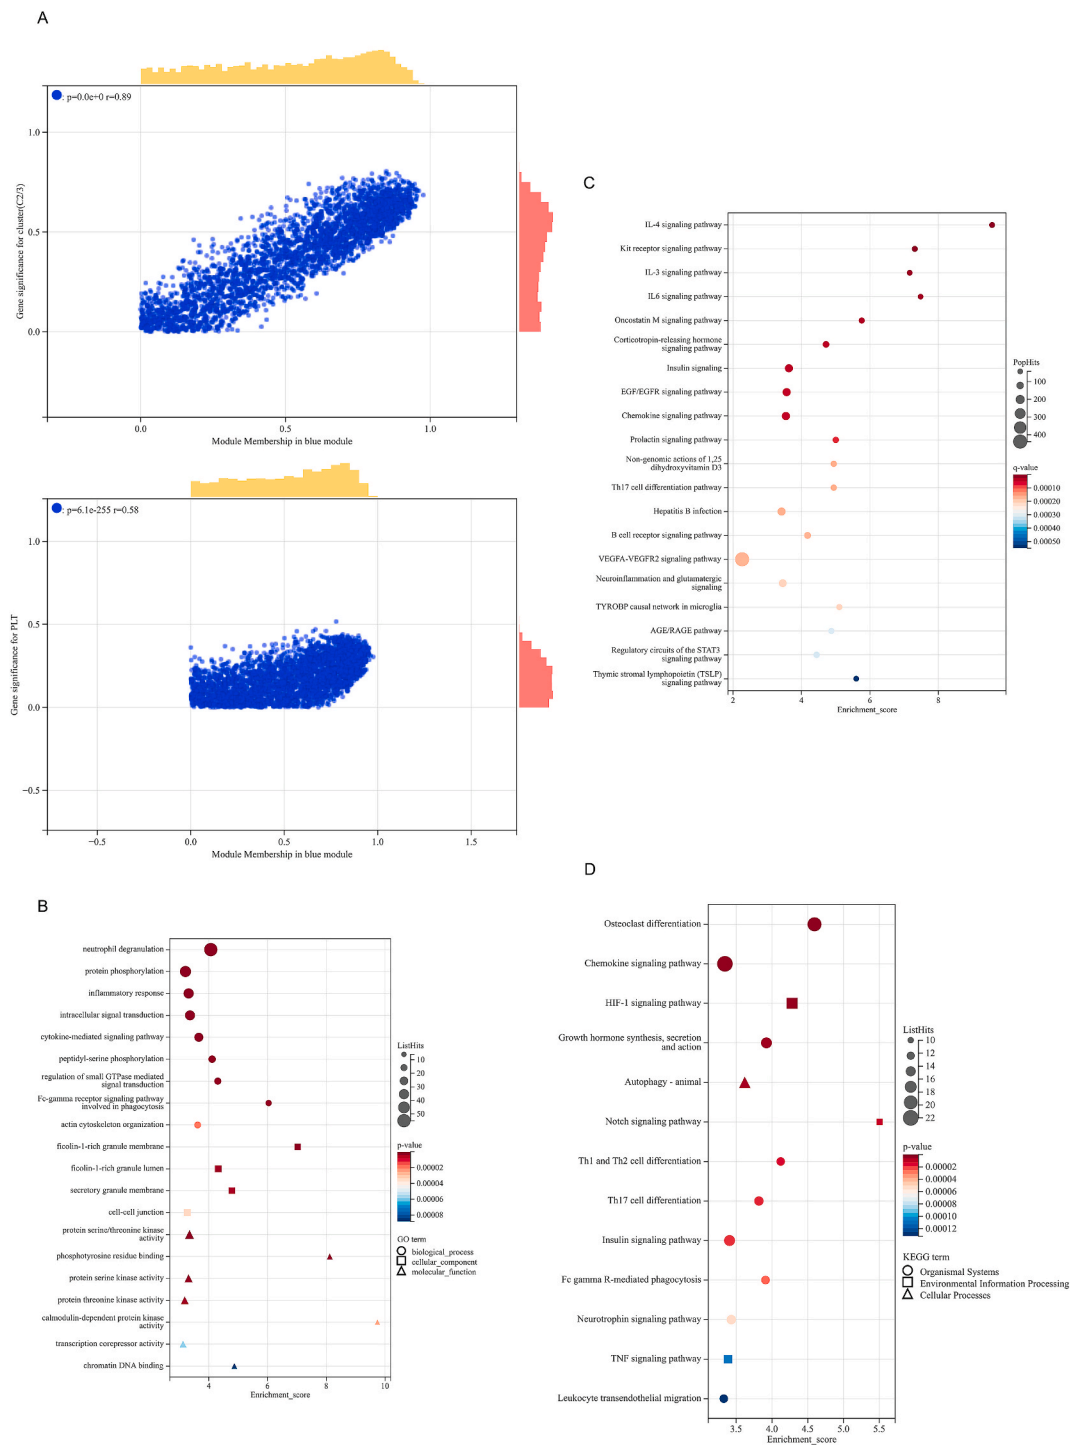 A
: p=0.0e+0 r=0.89
1.0
0.5
0.0
Gene significance for cluster(C2/3)
0.0
0.5
1.0
Module Membership in blue module
: p=6.1e-255 r=0.58
1.0
0.5
0.0
−0.5
Gene significance for PLT
−0.5
0.0
0.5
1.0
1.5
Module Membership in blue module
B
neutrophil degranulation
protein phosphorylation
inflammatory response
intracellular signal transduction
cytokine-mediated signaling pathway
peptidyl-serine phosphorylation
regulation of small GTPase mediated
signal transduction
Fc-gamma receptor signaling pathway
involved in phagocytosis
actin cytoskeleton organization
ficolin-1-rich granule membrane
ficolin-1-rich granule lumen
secretory granule membrane
cell-cell junction
protein serine/threonine kinase
activity
phosphotyrosine residue binding
protein serine kinase activity
protein threonine kinase activity
calmodulin-dependent protein kinase
activity
transcription corepressor activity
chromatin DNA binding
4
6
8
10
Enrichment_score
ListHits
10
20
30
40
50
p-value
0.00002
0.00004
0.00006
0.00008
GO term
biological_process
cellular_component
molecular_function
C
IL-4 signaling pathway
Kit receptor signaling pathway
IL-3 signaling pathway
IL6 signaling pathway
Oncostatin M signaling pathway
Corticotropin-releasing hormone
signaling pathway
Insulin signaling
EGF/EGFR signaling pathway
Chemokine signaling pathway
Prolactin signaling pathway
Non-genomic actions of 1,25
dihydroxyvitamin D3
Th17 cell differentiation pathway
Hepatitis B infection
B cell receptor signaling pathway
VEGFA-VEGFR2 signaling pathway
Neuroinflammation and glutamatergic
signaling
TYROBP causal network in microglia
AGE/RAGE pathway
Regulatory circuits of the STAT3
signaling pathway
Thymic stromal lymphopoietin (TSLP)
signaling pathway
2
4
6
8
Enrichment_score
PopHits
100
200
300
400
q-value
0.00010
0.00020
0.00030
0.00040
0.00050
D
Osteoclast differentiation
Chemokine signaling pathway
HIF-1 signaling pathway
Growth hormone synthesis, secretion
and action
Autophagy - animal
Notch signaling pathway
Th1 and Th2 cell differentiation
Th17 cell differentiation
Insulin signaling pathway
Fc gamma R-mediated phagocytosis
Neurotrophin signaling pathway
TNF signaling pathway
Leukocyte transendothelial migration
3.5
4.0
4.5
5.0
5.5
Enrichment_score
ListHits
10
12
14
16
18
20
22
p-value
0.00002
0.00004
0.00006
0.00008
0.00010
0.00012
KEGG term
Organismal Systems
Environmental Information Processing
Cellular Processes